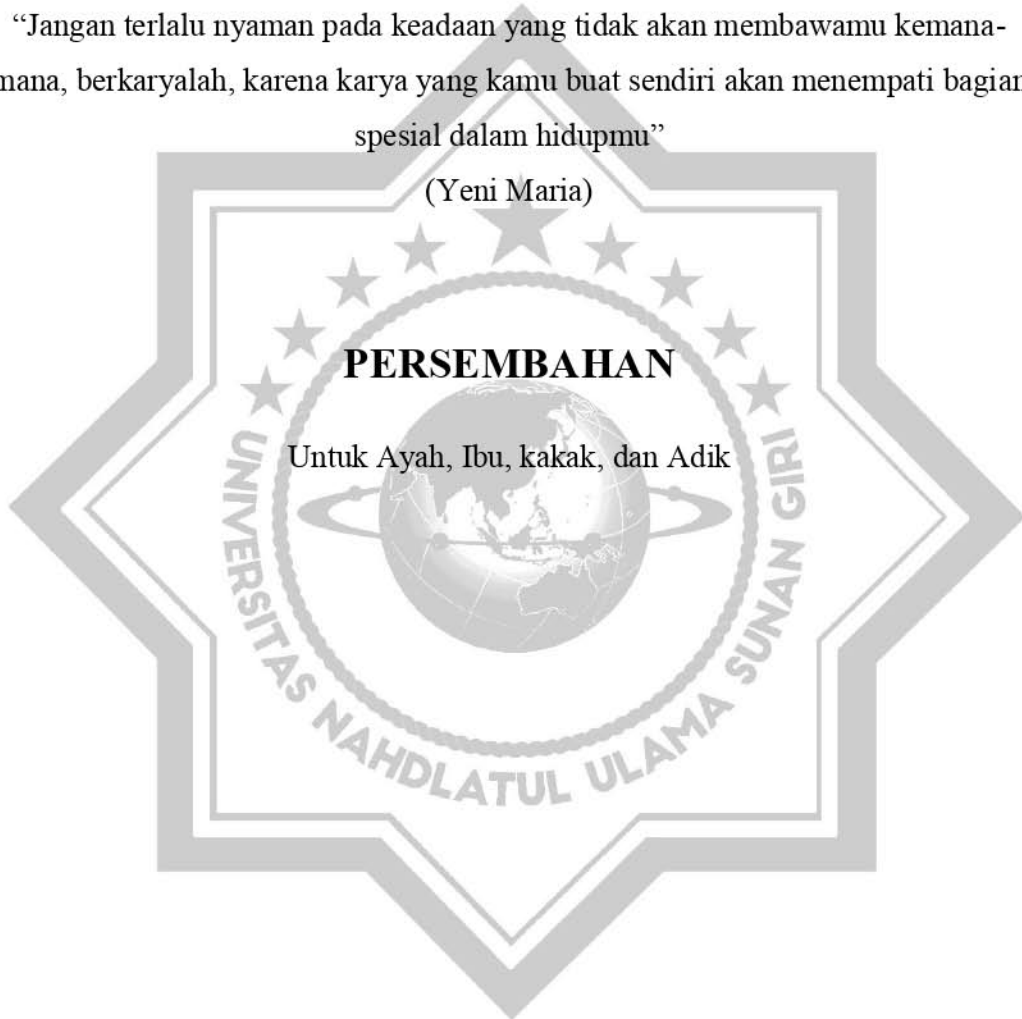 “Jangan terlalu nyaman pada keadaan yang tidak akan membawamu kemana-
mana, berkaryalah, karena karya yang kamu buat sendiri akan menempati bagian
spesial dalam hidupmu”
(Yeni Maria)
PERSEMBAHAN
Untuk Ayah, Ibu, kakak, dan Adik
UNIVERSITAS NAHDLATUL ULAMA SUNAN GIRI